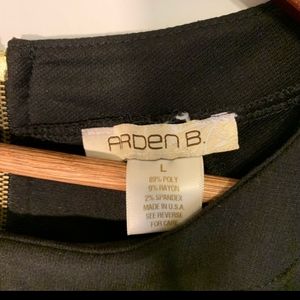 ARDEN B.
L
89% POLY
9% RAYON
2% SPANDEX
MADE IN U.S.A.
SEE REVERSE
FOR CARE